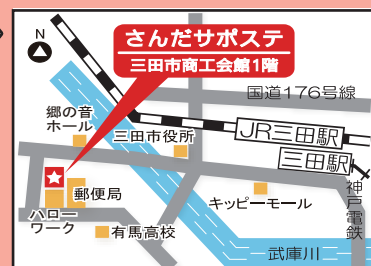 N
さんだサポステ
三田市商工会館1階
国道176号線
郷の音
ホール
三田市役所
JR三田駅
三田駅
神戸電鉄
郵便局
ハロー
ワーク
キッピーモール
有馬高校
武庫川